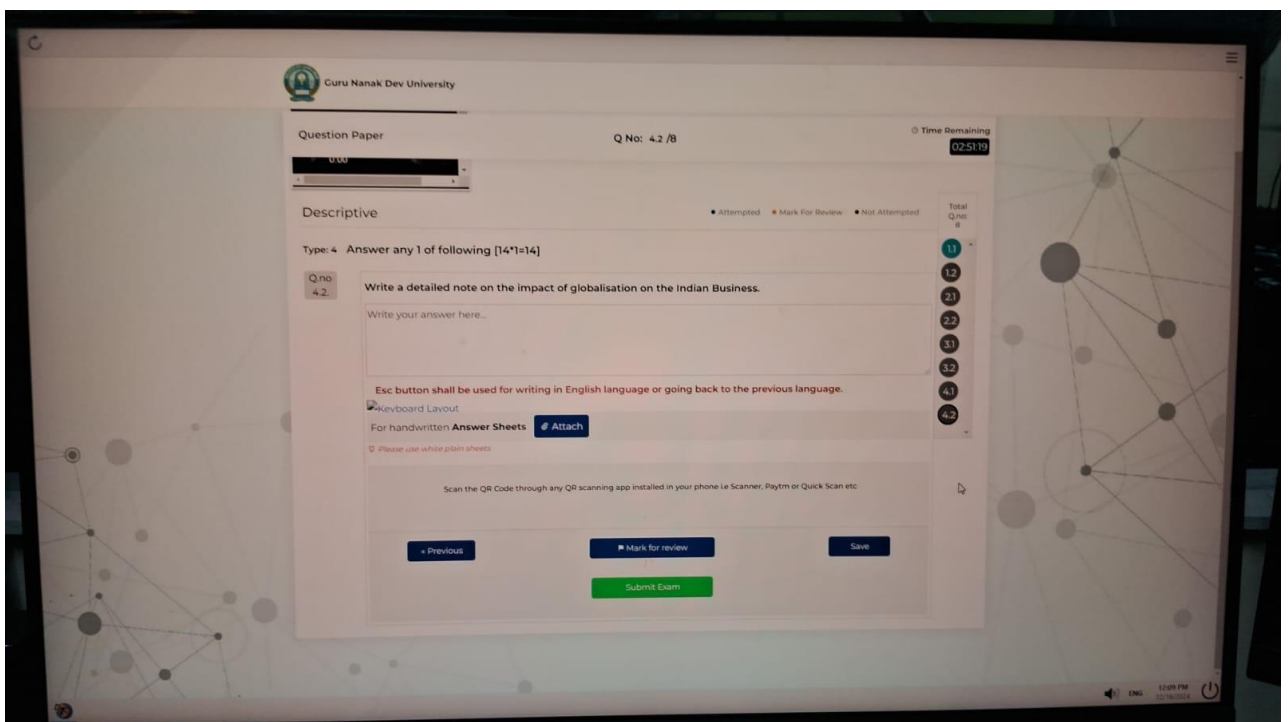 Guru Nanak Dev University
Question Paper
Q No: 4.2 /8
Time Remaining
02:51:19
0:00
Descriptive
Attempted
Mark For Review
Not Attempted
Total
Q.no:
8
Type: 4 Answer any 1 of following [14*1=14]
1.1
1.2
2.1
2.2
3.1
3.2
4.1
4.2
Q.no
4.2.
Write a detailed note on the impact of globalisation on the Indian Business.
Write your answer here...
Esc button shall be used for writing in English language or going back to the previous language.
Keyboard Layout
For handwritten Answer Sheets
Attach
Please use white plain sheets
Scan the QR Code through any QR scanning app installed in your phone i.e Scanner, Paytm or Quick Scan etc
« Previous
Mark for review
Save
Submit Exam
ENG
12:09 PM